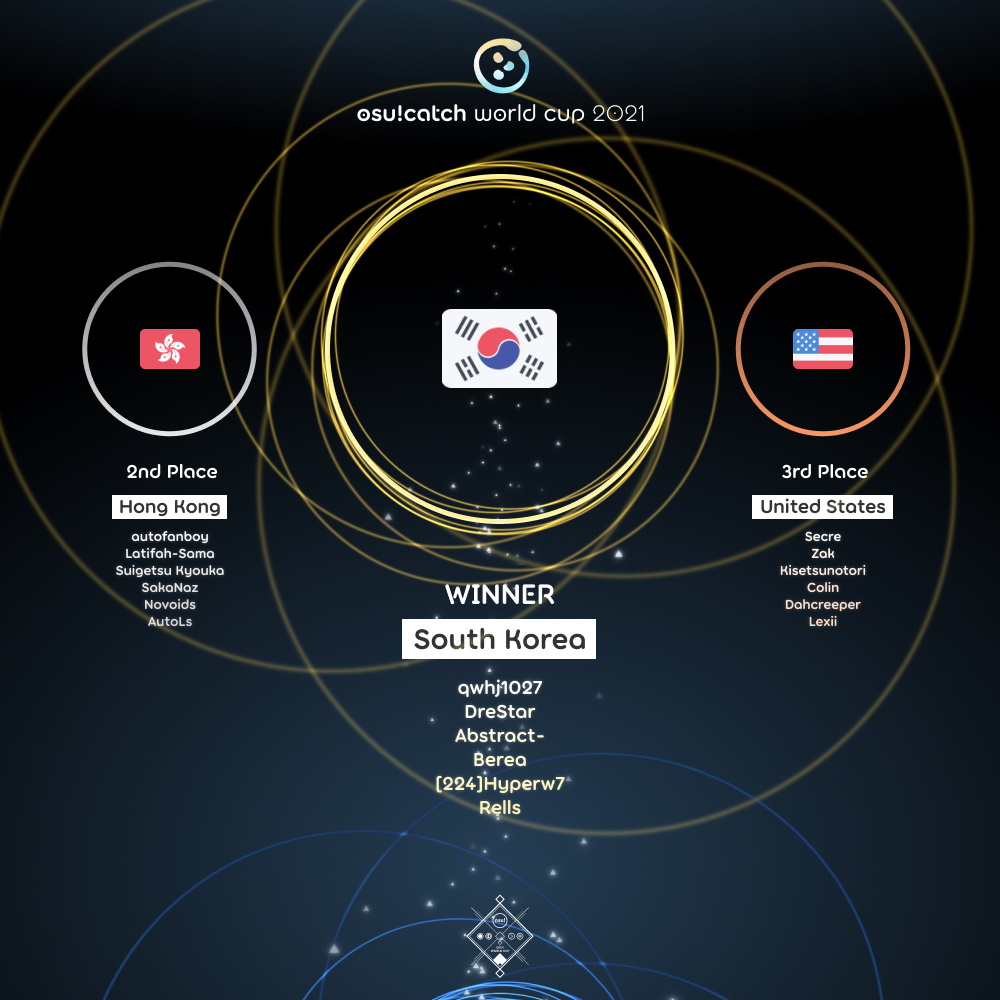 osu!catch world cup 2021
2nd Place
Hong Kong
autofanboy
Latifah-Sama
Suigetsu Kyouka
SakaNaz
Novoids
AutoLs
WINNER
South Korea
qwhj1027
DreStar
Abstract-
Berea
[224]Hyperw7
Rells
3rd Place
United States
Secre
Zak
Kisetsunotori
Colin
Dahcreeper
Lexii
osu!